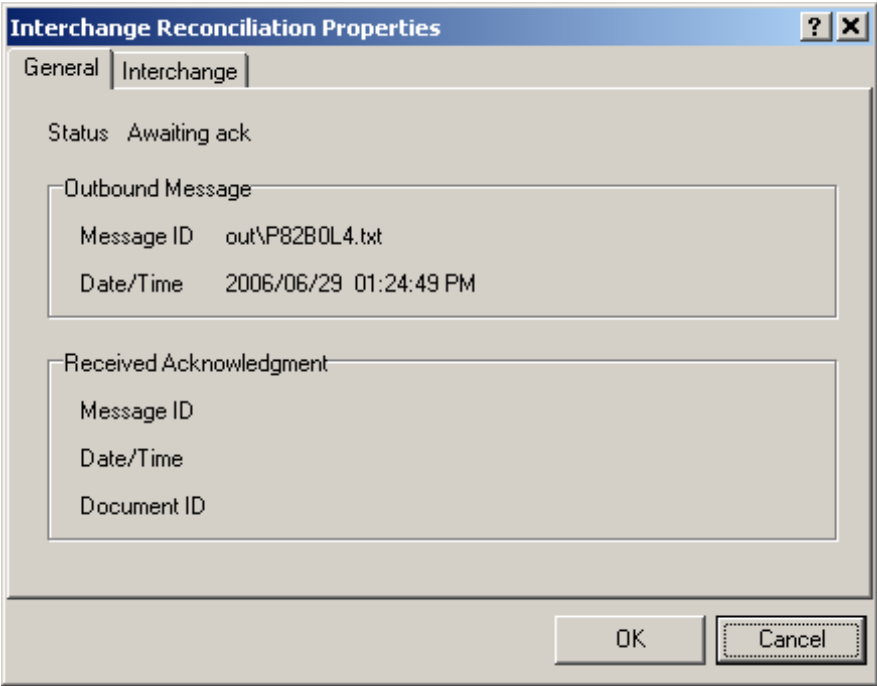 Interchange Reconciliation Properties
General Interchange
Status Awaiting ack
Outbound Message
Message ID out\P82B0L4.txt
Date/Time 2006/06/29 01:24:49 PM
Received Acknowledgment
Message ID
Date/Time
Document ID
OK Cancel